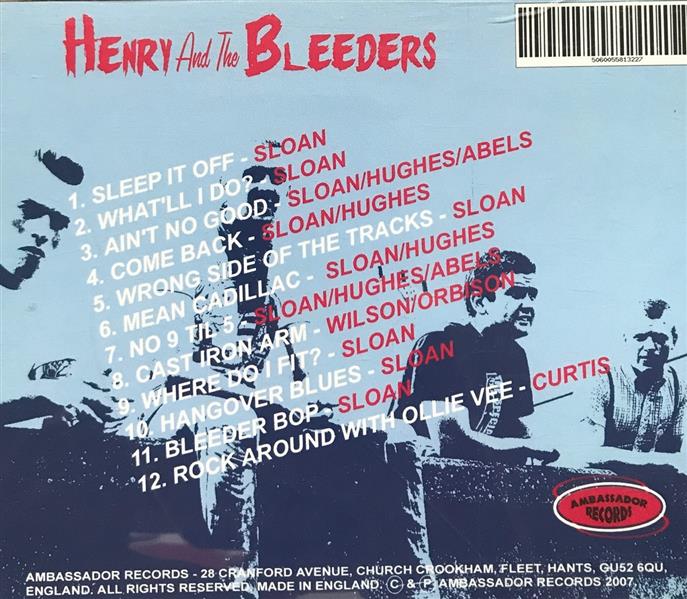 HENRY And The BLEEDERS
5060055813227
1. SLEEP IT OFF - SLOAN
2. WHAT'LL I DO? - SLOAN
3. AIN'T NO GOOD - SLOAN/HUGHES/ABELS
4. COME BACK - SLOAN/HUGHES
5. WRONG SIDE OF THE TRACKS - SLOAN
6. MEAN CADILLAC - SLOAN/HUGHES
7. NO 9 TIL 5 - SLOAN/HUGHES/ABELS
8. CAST IRON ARM - WILSON/ORBISON
9. WHERE DO I FIT? - SLOAN
10. HANGOVER BLUES - SLOAN
11. BLEEDER BOP - SLOAN
12. ROCK AROUND WITH OLLIE VEE - CURTIS
AMBASSADOR
RECORDS
AMBASSADOR RECORDS - 28 CRANFORD AVENUE, CHURCH CROOKHAM, FLEET, HANTS, GU52 6QU,
ENGLAND. ALL RIGHTS RESERVED. MADE IN ENGLAND. © & P. AMBASSADOR RECORDS 2007.